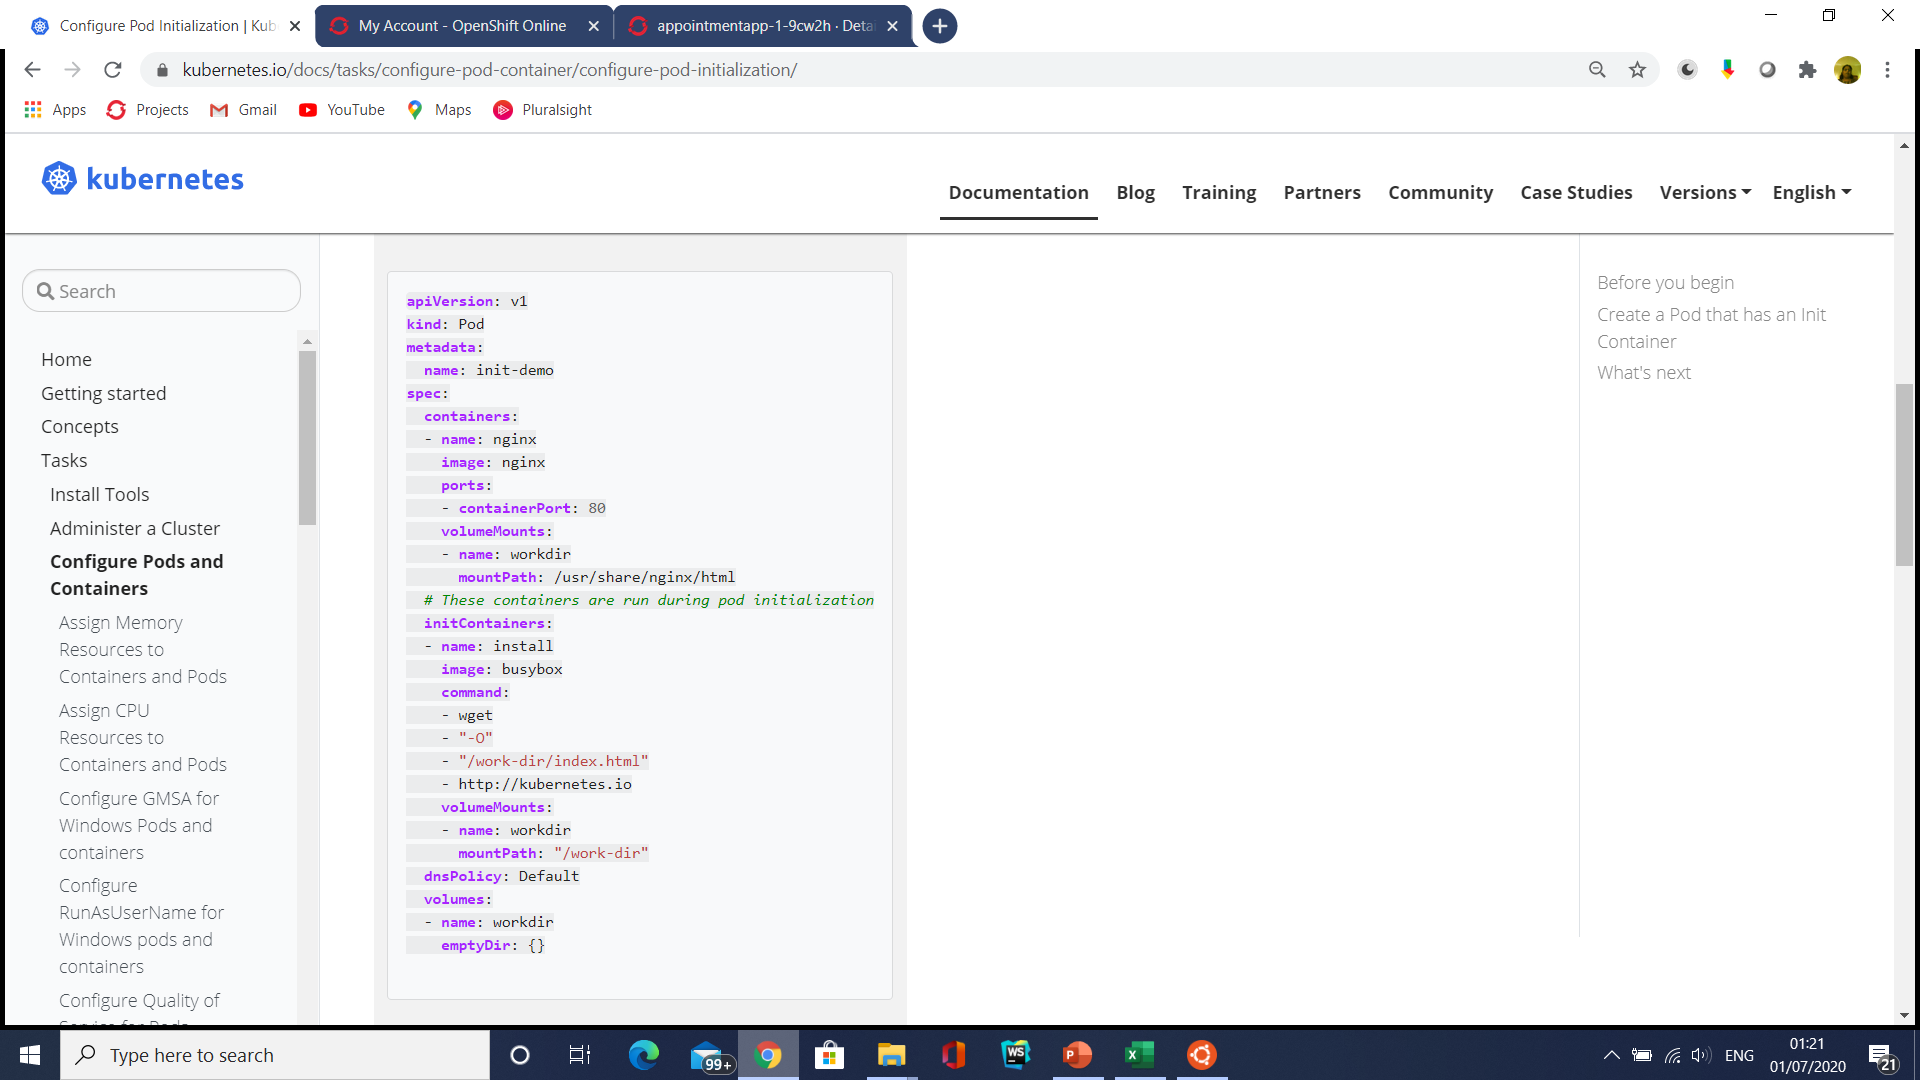 Configure Pod Initialization | Kub
My Account - OpenShift Online
appointmentapp-1-9cw2h · Detai
kubernetes.io/docs/tasks/configure-pod-container/configure-pod-initialization/
Apps Projects Gmail YouTube Maps Pluralsight
kubernetes
Documentation Blog Training Partners Community Case Studies Versions English
Search
Home
Getting started
Concepts
Tasks
Install Tools
Administer a Cluster
Configure Pods and
Containers
Assign Memory
Resources to
Containers and Pods
Assign CPU
Resources to
Containers and Pods
Configure GMSA for
Windows Pods and
containers
Configure
RunAsUserName for
Windows pods and
containers
Configure Quality of
Service for Pods
apiVersion: v1
kind: Pod
metadata:
  name: init-demo
spec:
  containers:
  - name: nginx
    image: nginx
    ports:
    - containerPort: 80
    volumeMounts:
    - name: workdir
      mountPath: /usr/share/nginx/html
  # These containers are run during pod initialization
  initContainers:
  - name: install
    image: busybox
    command:
    - wget
    - "-O"
    - "/work-dir/index.html"
    - http://kubernetes.io
    volumeMounts:
    - name: workdir
      mountPath: "/work-dir"
  dnsPolicy: Default
  volumes:
  - name: workdir
    emptyDir: {}
Before you begin
Create a Pod that has an Init
Container
What's next
Type here to search
99+
WS
P
X
ENG
01:21
01/07/2020
21